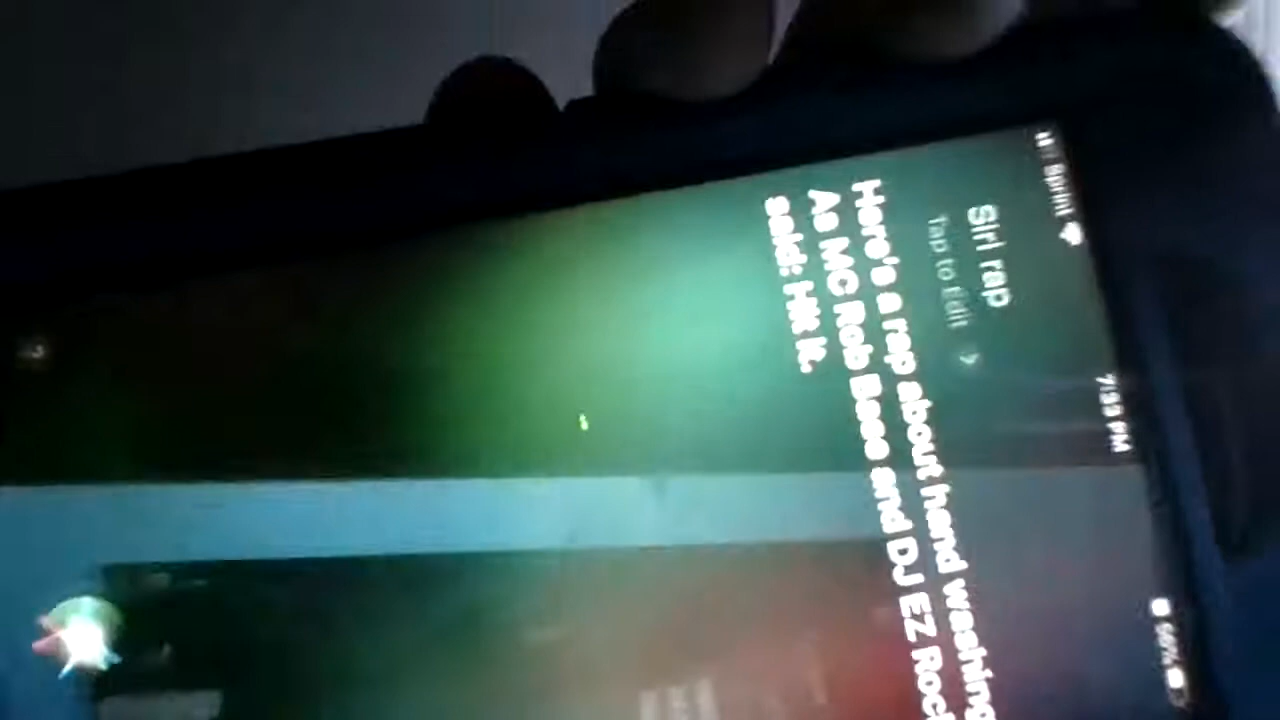 Sprint
7:53 PM
Siri rap
Tap to Edit
Here's a rap about hand washing
As MC Rob Base and DJ EZ Rock
said: Hit it.